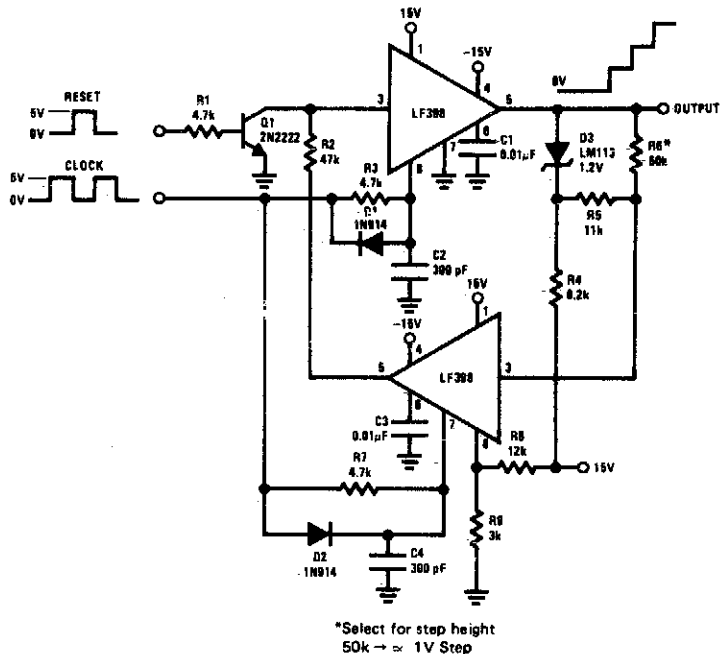 RESET
5V
0V
CLOCK
5V
0V
R1
4.7k
Q1
2N2222
R2
47k
15V
1
-15V
4
3
LF398
5
6
7
8
C1
0.01µF
0V
OUTPUT
D3
LM113
1.2V
R6*
50k
R3
4.7k
D1
1N914
C2
300 pF
R5
11k
R4
8.2k
15V
1
-15V
4
5
LF398
3
6
7
8
C3
0.01µF
R7
4.7k
D2
1N914
C4
300 pF
R8
12k
15V
R9
3k
*Select for step height
50k → ≃ 1V Step